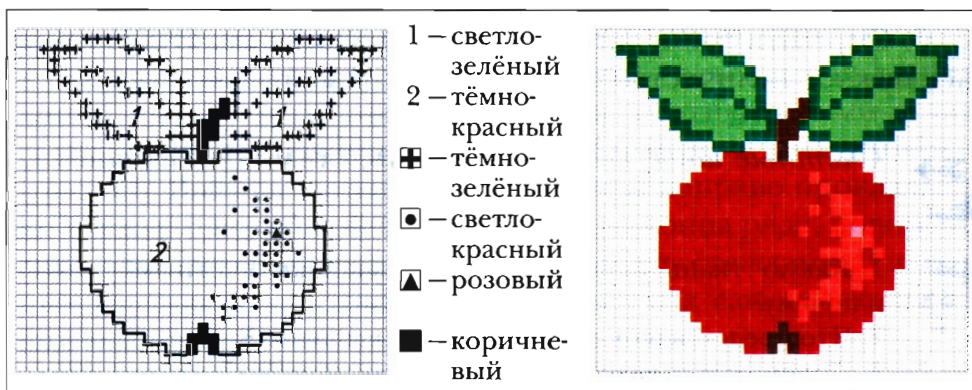 1
1
2
1 – светло-
зелёный
2 – тёмно-
красный
– тёмно-
зелёный
– светло-
красный
– розовый
– коричне-
вый